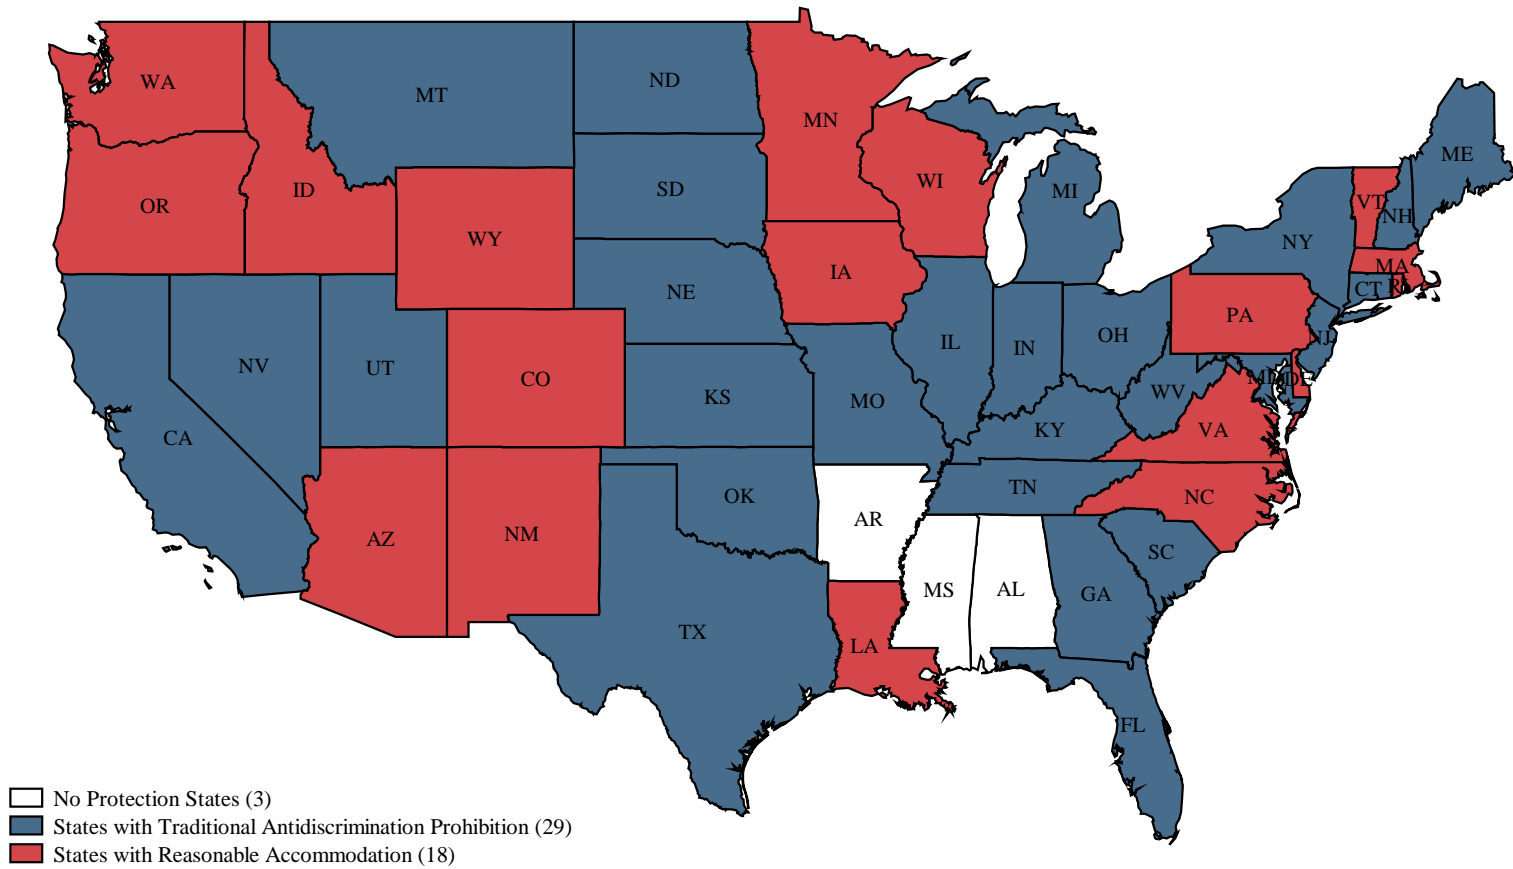 WA
MT
ND
MN
ME
OR
ID
SD
WI
MI
VT
NH
WY
NY
IA
MA
NE
CT
RI
PA
NV
UT
CO
KS
MO
IL
IN
OH
NJ
WV
MD
DE
CA
KY
VA
AZ
NM
OK
AR
TN
NC
SC
MS
AL
GA
TX
LA
FL
No Protection States (3)
States with Traditional Antidiscrimination Prohibition (29)
States with Reasonable Accommodation (18)